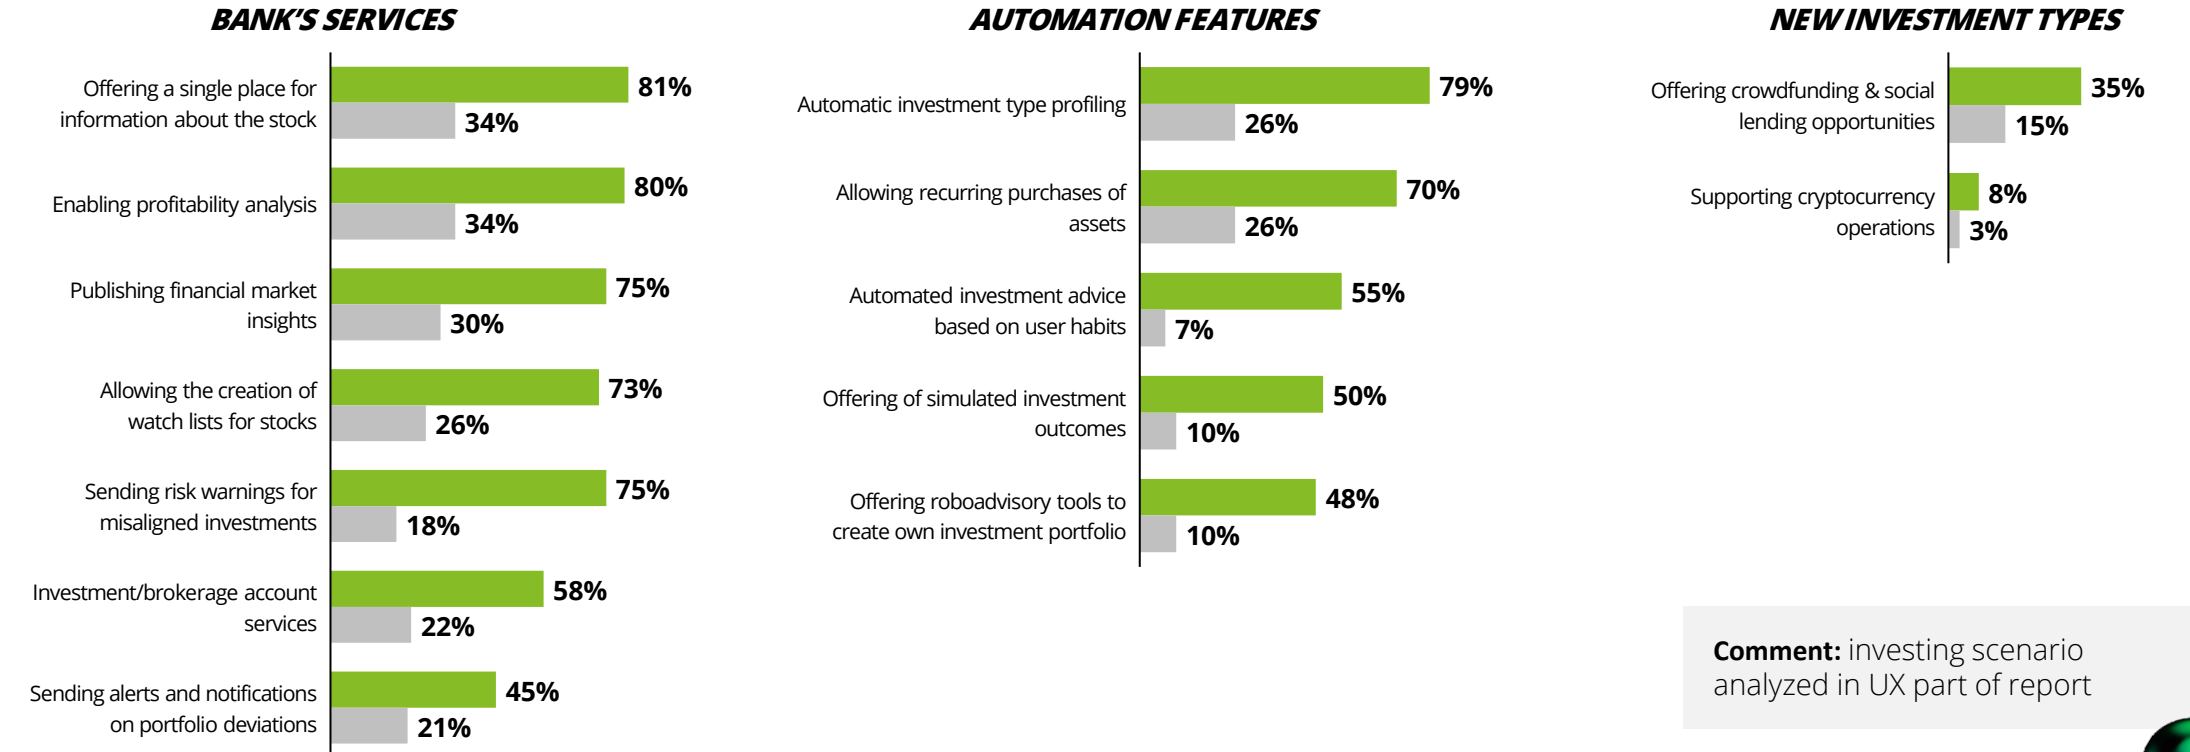 BANK'S SERVICES
Offering a single place for
information about the stock
81%
34%
Enabling profitability analysis
80%
34%
Publishing financial market
insights
75%
30%
Allowing the creation of
watch lists for stocks
73%
26%
Sending risk warnings for
misaligned investments
75%
18%
Investment/brokerage account
services
58%
22%
Sending alerts and notifications
on portfolio deviations
45%
21%
AUTOMATION FEATURES
Automatic investment type profiling
79%
26%
Allowing recurring purchases of
assets
70%
26%
Automated investment advice
based on user habits
55%
7%
Offering of simulated investment
outcomes
50%
10%
Offering roboadvisory tools to
create own investment portfolio
48%
10%
NEW INVESTMENT TYPES
Offering crowdfunding & social
lending opportunities
35%
15%
Supporting cryptocurrency
operations
8%
3%
Comment: investing scenario
analyzed in UX part of report